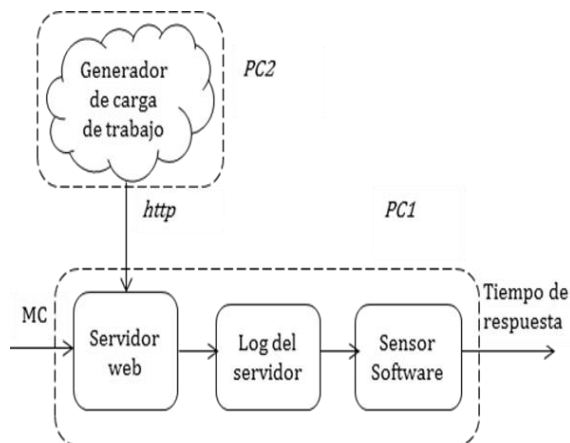 Generador
de carga
de trabajo
PC2
http
PC1
MC
Servidor
web
Log del
servidor
Sensor
Software
Tiempo de
respuesta